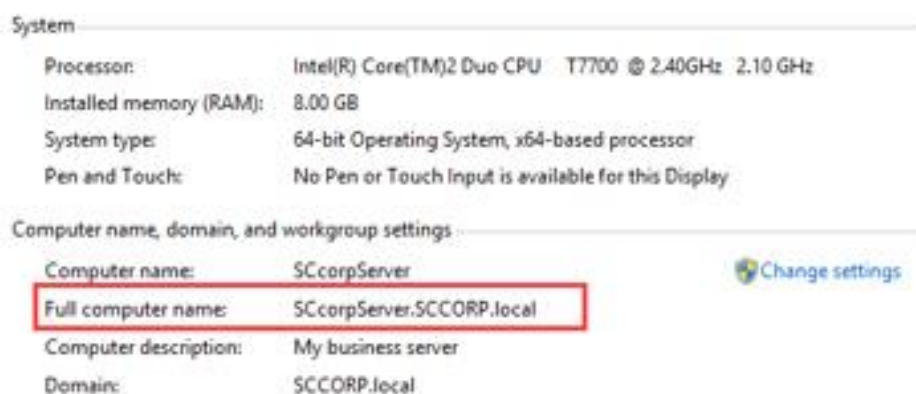 System
Processor: Intel(R) Core(TM)2 Duo CPU T7700 @ 2.40GHz 2.10 GHz
Installed memory (RAM): 8.00 GB
System type: 64-bit Operating System, x64-based processor
Pen and Touch: No Pen or Touch Input is available for this Display
Computer name, domain, and workgroup settings
Computer name: SCcorpServer Change settings
Full computer name: SCcorpServer.SCCORP.local
Computer description: My business server
Domain: SCCORP.local